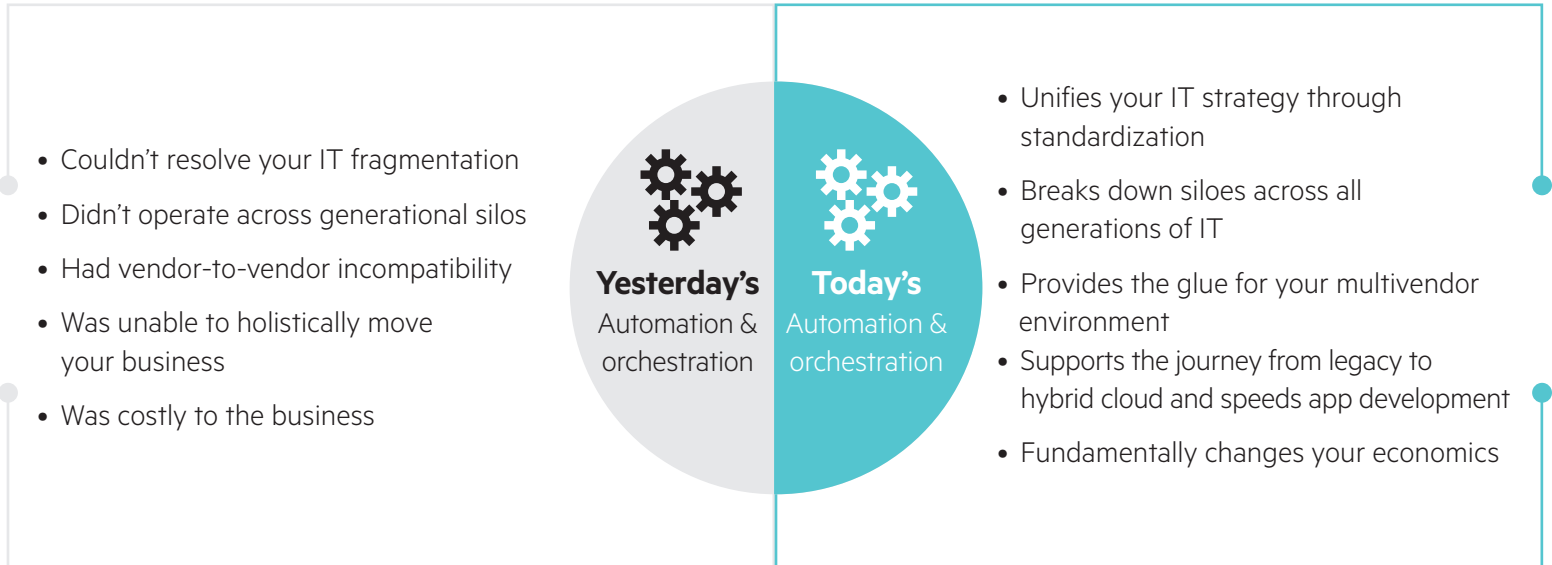 • Couldn’t resolve your IT fragmentation
• Didn’t operate across generational silos
• Had vendor-to-vendor incompatibility
• Was unable to holistically move
your business
• Was costly to the business
Yesterday’s
Automation &
orchestration
Today’s
Automation &
orchestration
• Unifies your IT strategy through
standardization
• Breaks down siloes across all
generations of IT
• Provides the glue for your multivendor
environment
• Supports the journey from legacy to
hybrid cloud and speeds app development
• Fundamentally changes your economics